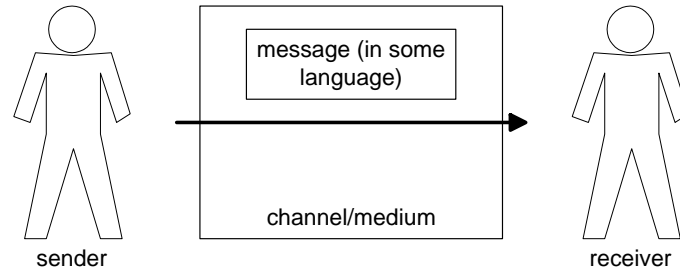 message (in some
language)
channel/medium
sender
receiver